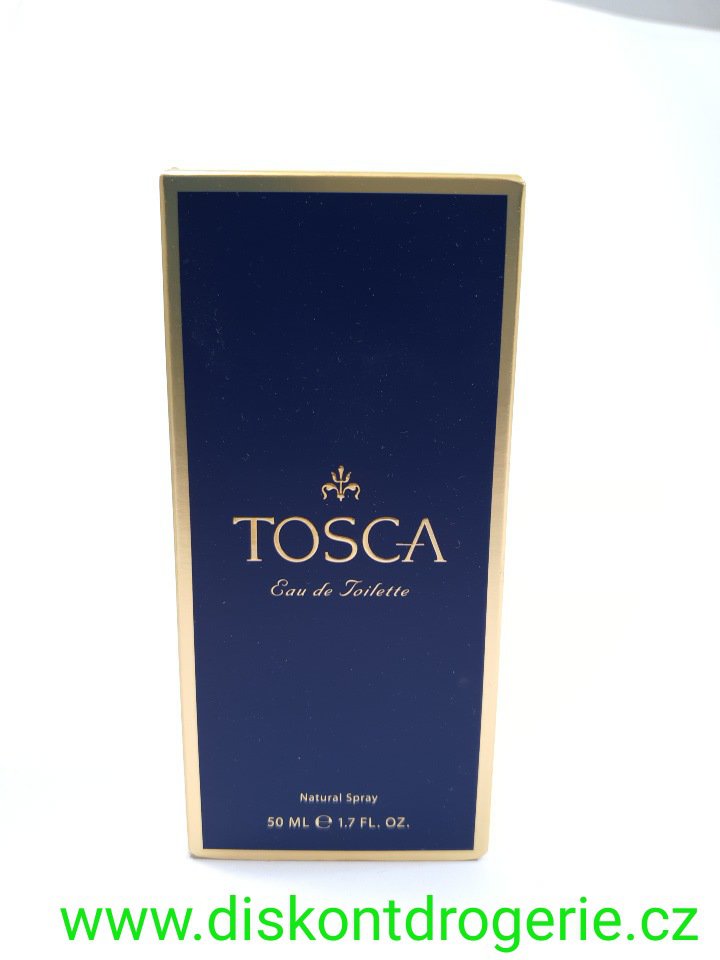 TOSCA
Eau de Toilette
Natural Spray
50 ML ℮ 1.7 FL. OZ.
www.diskontdrogerie.cz